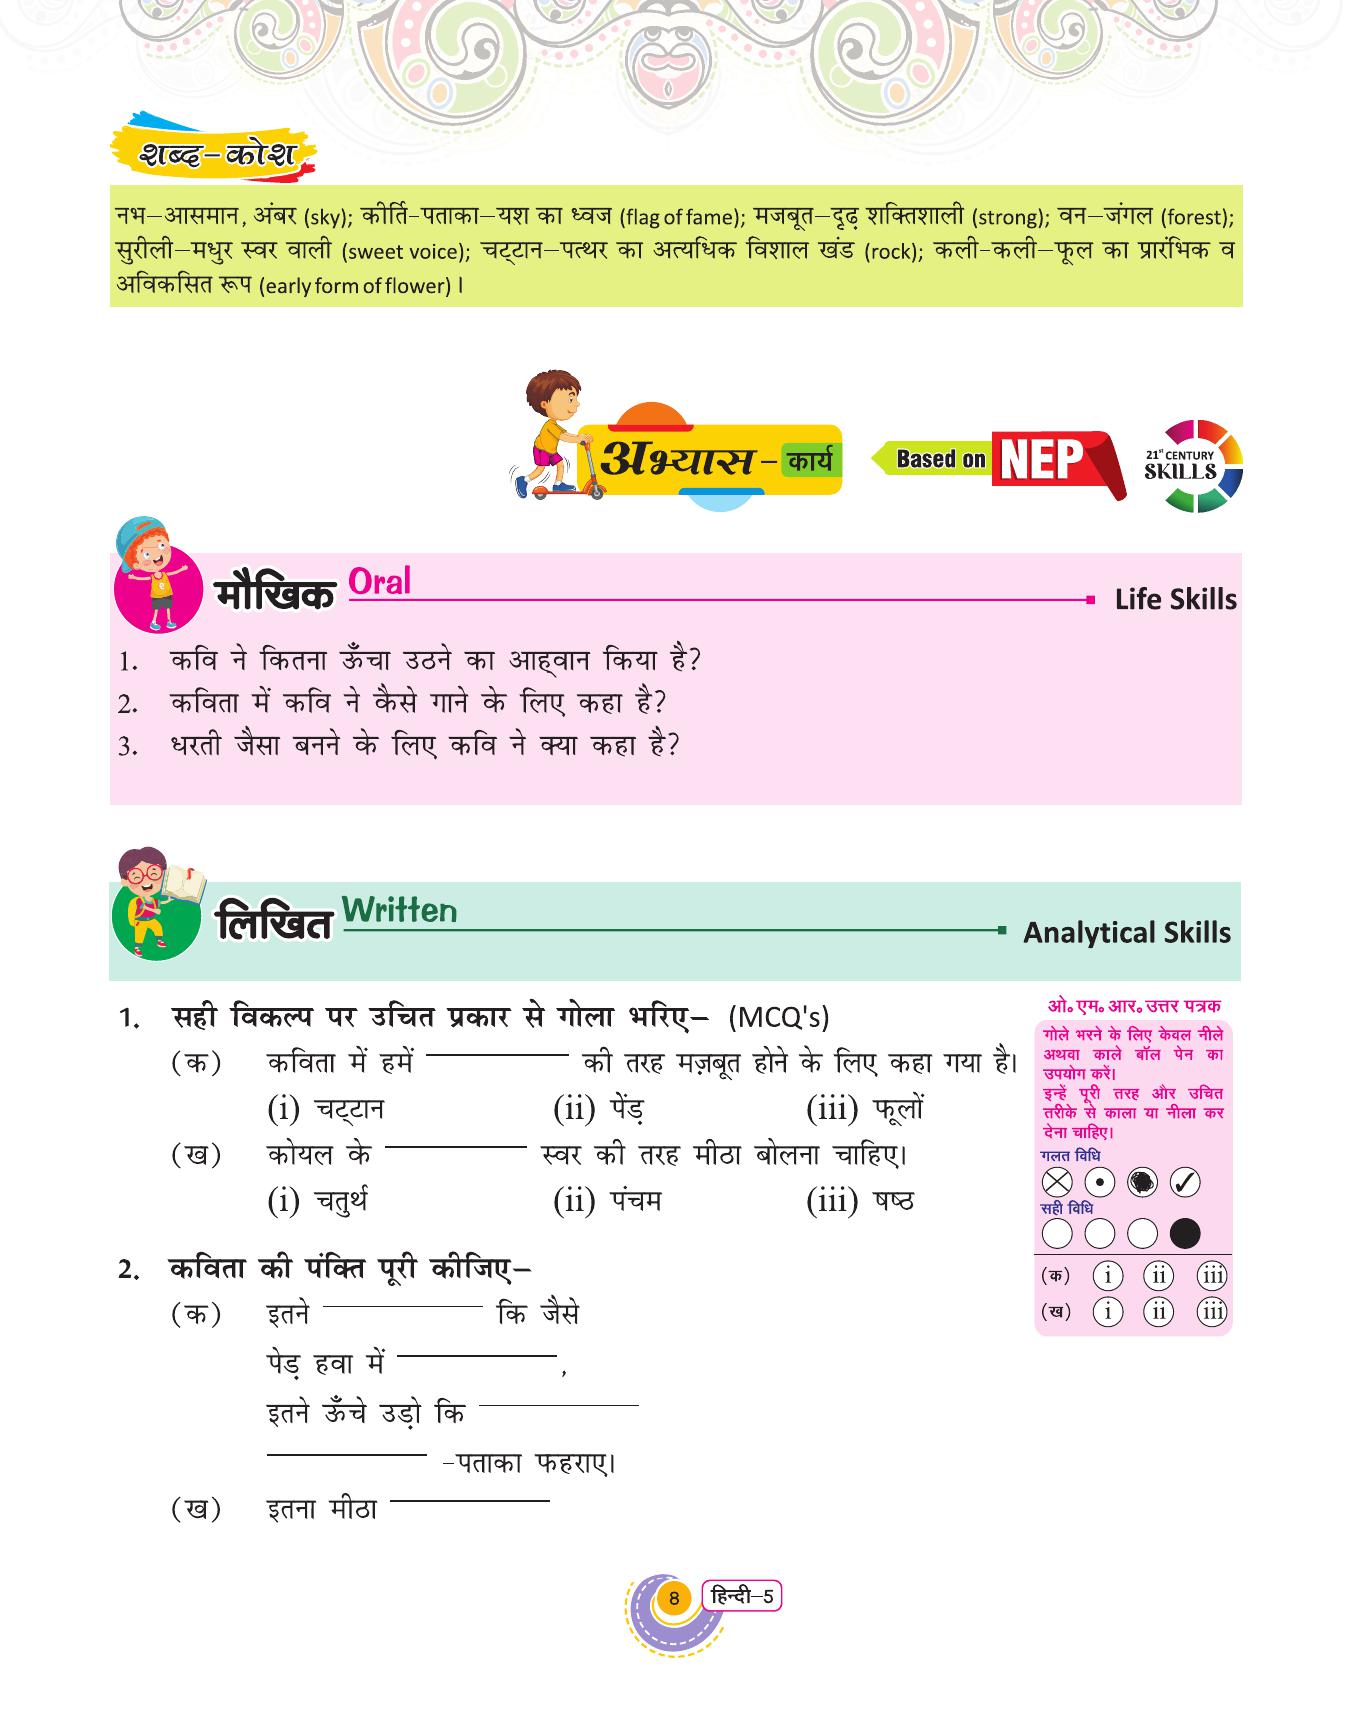 शब्द-कोश
नभ–आसमान, अंबर (sky); कीर्ति-पताका–यश का ध्वज (flag of fame); मजबूत–दृढ़ शक्तिशाली (strong); वन–जंगल (forest);
सुरीली–मधुर स्वर वाली (sweet voice); चट्टान–पत्थर का अत्यधिक विशाल खंड (rock); कली-कली–फूल का प्रारंभिक व
अविकसित रूप (early form of flower)।
अभ्यास – कार्य
Based on NEP
21st CENTURY
SKILLS
मौखिक Oral Life Skills
1. कवि ने कितना ऊँचा उठने का आह्वान किया है?
2. कविता में कवि ने कैसे गाने के लिए कहा है?
3. धरती जैसा बनने के लिए कवि ने क्या कहा है?
लिखित Written Analytical Skills
1. सही विकल्प पर उचित प्रकार से गोला भरिए– (MCQ's)
(क) कविता में हमें ________ की तरह मज़बूत होने के लिए कहा गया है।
(i) चट्टान (ii) पेंड़ (iii) फूलों
(ख) कोयल के ________ स्वर की तरह मीठा बोलना चाहिए।
(i) चतुर्थ (ii) पंचम (iii) षष्ठ
2. कविता की पंक्ति पूरी कीजिए–
(क) इतने ________ कि जैसे
पेड़ हवा में ________,
इतने ऊँचे उड़ो कि ________
________ -पताका फहराए।
(ख) इतना मीठा ________
ओ. एम. आर. उत्तर पत्रक
गोले भरने के लिए केवल नीले
अथवा काले बॉल पेन का
उपयोग करें।
इन्हें पूरी तरह और उचित
तरीके से काला या नीला कर
देना चाहिए।
गलत विधि
सही विधि
(क) i ii iii
(ख) i ii iii
8 हिन्दी–5